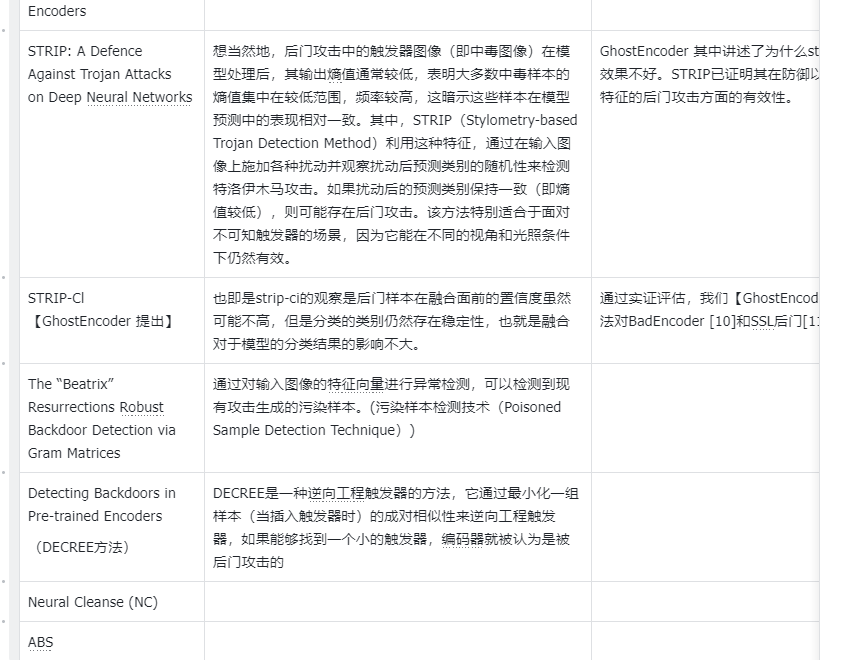 Encoders
STRIP: A Defence
Against Trojan Attacks
on Deep Neural Networks
想当然地，后门攻击中的触发器图像（即中毒图像）在模
型处理后，其输出熵值通常较低，表明大多数中毒样本的
熵值集中在较低范围，频率较高，这暗示这些样本在模型
预测中的表现相对一致。其中，STRIP（Stylometry-based
Trojan Detection Method）利用这种特征，通过在输入图
像上施加各种扰动并观察扰动后预测类别的随机性来检测
特洛伊木马攻击。如果扰动后的预测类别保持一致（即熵
值较低），则可能存在后门攻击。该方法特别适合于面对
不可知触发器的场景，因为它能在不同的视角和光照条件
下仍然有效。
GhostEncoder 其中讲述了为什么st
效果不好。STRIP已证明其在防御以
特征的后门攻击方面的有效性。
STRIP-Cl
【GhostEncoder 提出】
也即是strip-ci的观察是后门样本在融合面前的置信度虽然
可能不高，但是分类的类别仍然存在稳定性，也就是融合
对于模型的分类结果的影响不大。
通过实证评估，我们【GhostEncod
法对BadEncoder [10]和SSL后门[11
The “Beatrix”
Resurrections Robust
Backdoor Detection via
Gram Matrices
通过对输入图像的特征向量进行异常检测，可以检测到现
有攻击生成的污染样本。(污染样本检测技术（Poisoned
Sample Detection Technique）)
Detecting Backdoors in
Pre-trained Encoders
（DECREE方法）
DECREE是一种逆向工程触发器的方法，它通过最小化一组
样本（当插入触发器时）的成对相似性来逆向工程触发
器，如果能够找到一个小的触发器，编码器就被认为是被
后门攻击的
Neural Cleanse (NC)
ABS